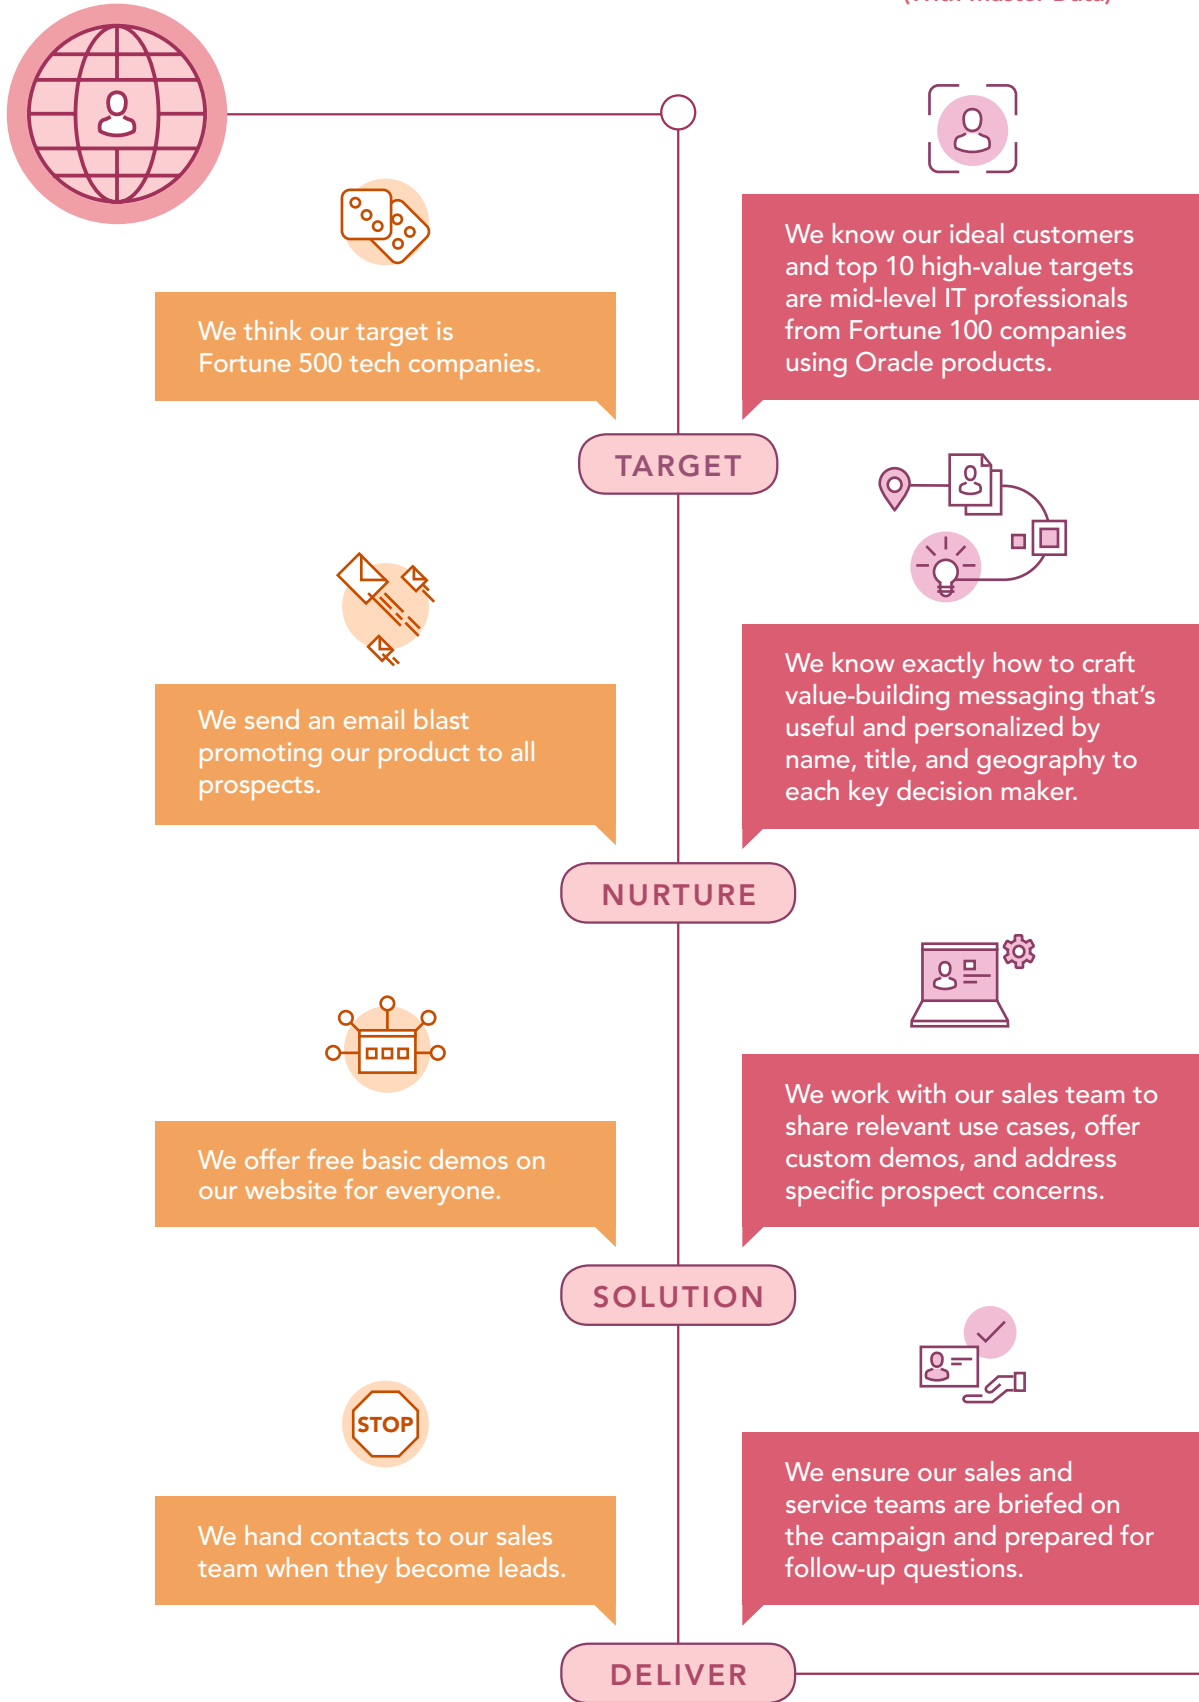 (With Master Data)
We think our target is
Fortune 500 tech companies.
We know our ideal customers
and top 10 high-value targets
are mid-level IT professionals
from Fortune 100 companies
using Oracle products.
TARGET
We send an email blast
promoting our product to all
prospects.
We know exactly how to craft
value-building messaging that’s
useful and personalized by
name, title, and geography to
each key decision maker.
NURTURE
We offer free basic demos on
our website for everyone.
We work with our sales team to
share relevant use cases, offer
custom demos, and address
specific prospect concerns.
SOLUTION
STOP
We hand contacts to our sales
team when they become leads.
We ensure our sales and
service teams are briefed on
the campaign and prepared for
follow-up questions.
DELIVER